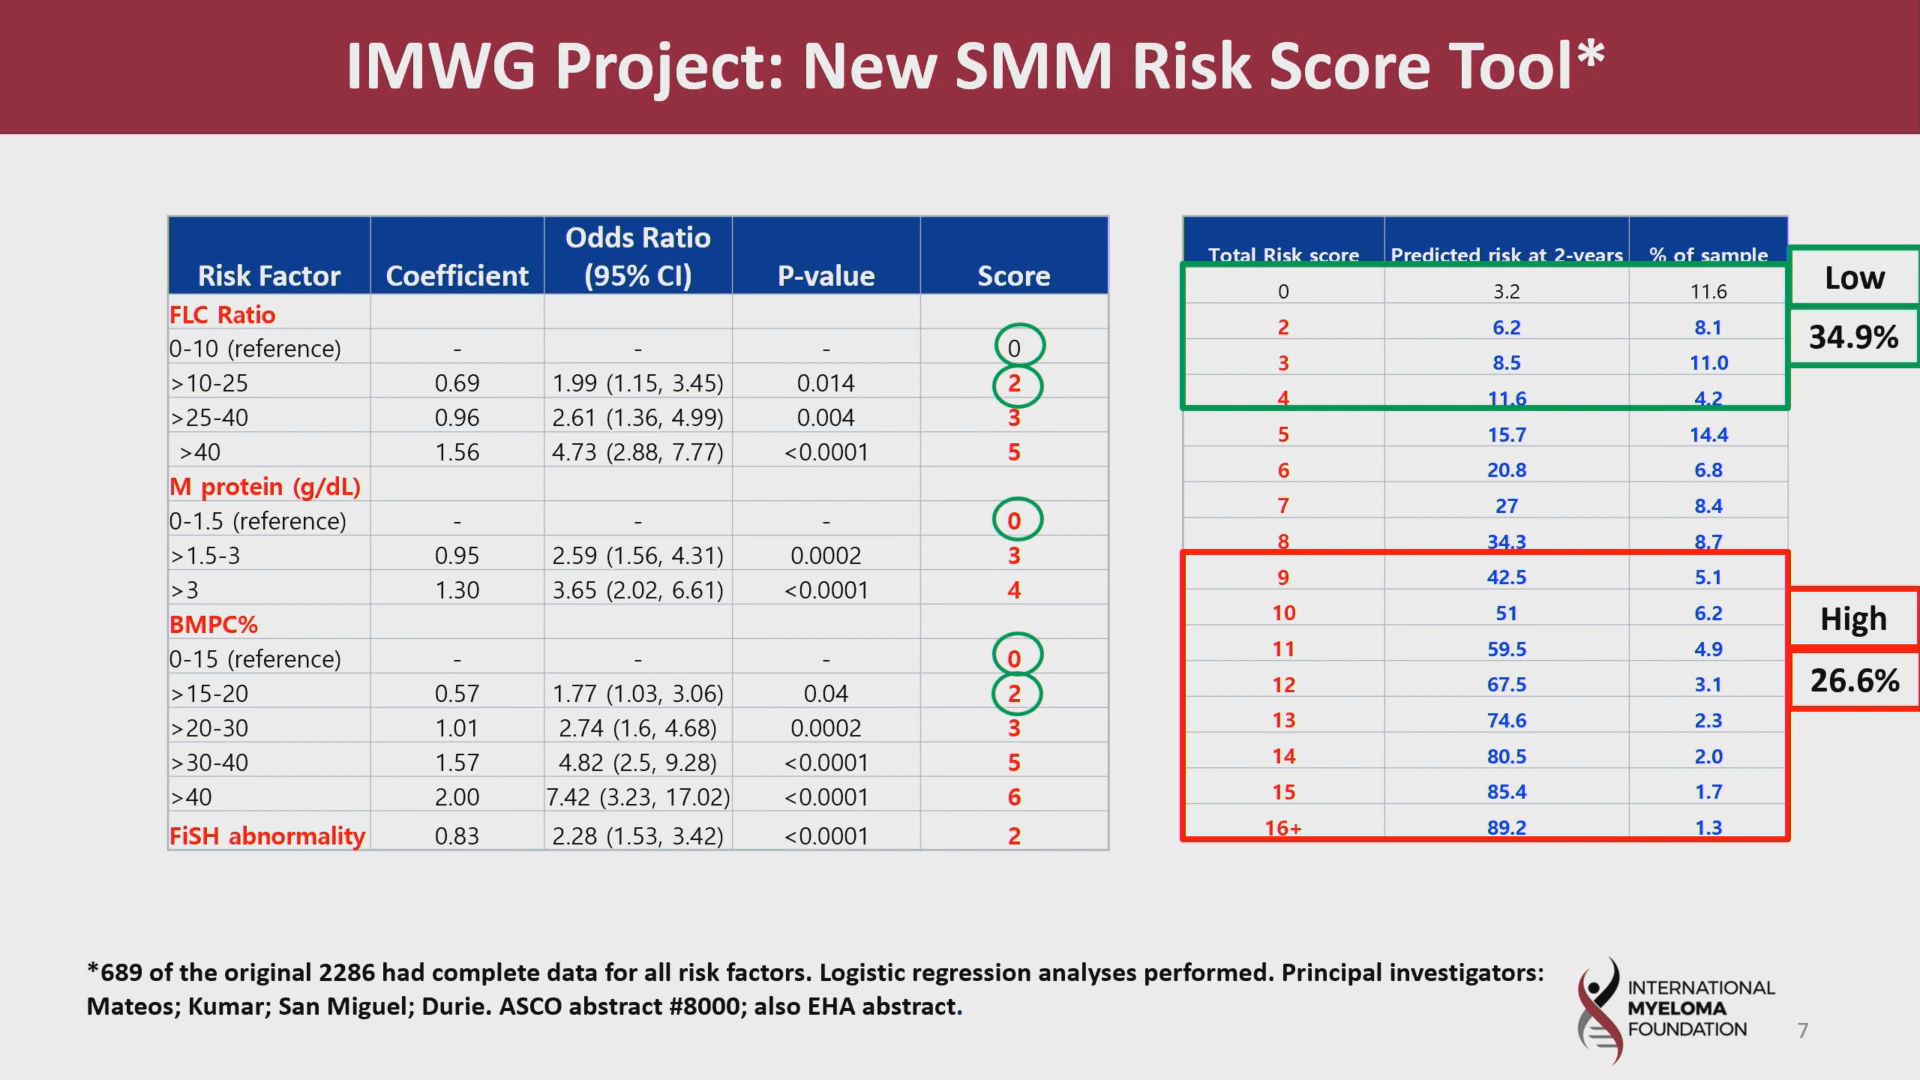 IMWG Project: New SMM Risk Score Tool*
Risk Factor Coefficient Odds Ratio (95% CI) P-value Score
FLC Ratio
0-10 (reference) - - - 0
>10-25 0.69 1.99 (1.15, 3.45) 0.014 2
>25-40 0.96 2.61 (1.36, 4.99) 0.004 3
>40 1.56 4.73 (2.88, 7.77) <0.0001 5
M protein (g/dL)
0-1.5 (reference) - - - 0
>1.5-3 0.95 2.59 (1.56, 4.31) 0.0002 3
>3 1.30 3.65 (2.02, 6.61) <0.0001 4
BMPC%
0-15 (reference) - - - 0
>15-20 0.57 1.77 (1.03, 3.06) 0.04 2
>20-30 1.01 2.74 (1.6, 4.68) 0.0002 3
>30-40 1.57 4.82 (2.5, 9.28) <0.0001 5
>40 2.00 7.42 (3.23, 17.02) <0.0001 6
FiSH abnormality 0.83 2.28 (1.53, 3.42) <0.0001 2
Total Risk score Predicted risk at 2-years % of sample
0 3.2 11.6
2 6.2 8.1
3 8.5 11.0
4 11.6 4.2
5 15.7 14.4
6 20.8 6.8
7 27 8.4
8 34.3 8.7
9 42.5 5.1
10 51 6.2
11 59.5 4.9
12 67.5 3.1
13 74.6 2.3
14 80.5 2.0
15 85.4 1.7
16+ 89.2 1.3
Low
34.9%
High
26.6%
*689 of the original 2286 had complete data for all risk factors. Logistic regression analyses performed. Principal investigators:
Mateos; Kumar; San Miguel; Durie. ASCO abstract #8000; also EHA abstract.
INTERNATIONAL
MYELOMA
FOUNDATION
7